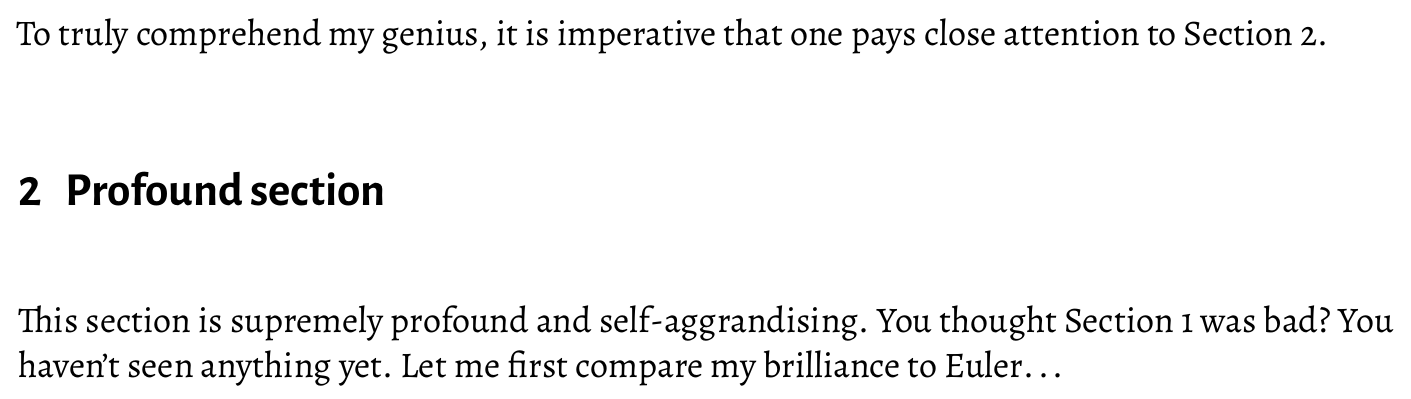 To truly comprehend my genius, it is imperative that one pays close attention to Section 2.
2 Profound section
This section is supremely profound and self-aggrandising. You thought Section 1 was bad? You
haven’t seen anything yet. Let me first compare my brilliance to Euler…